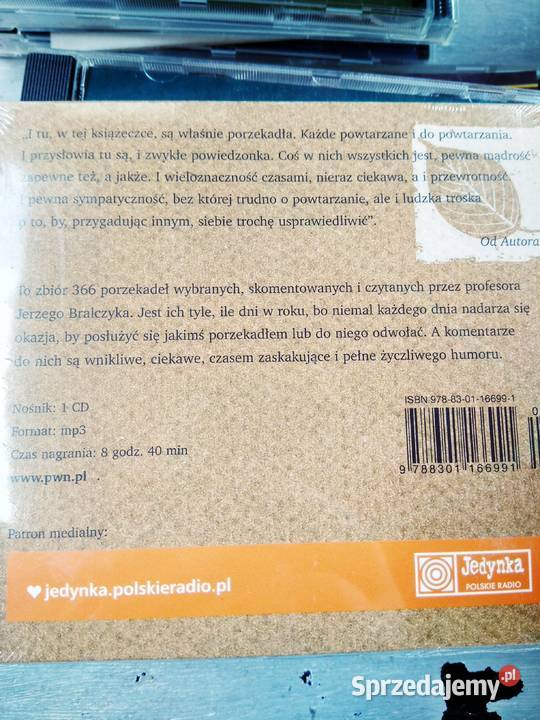 „I tu, w tej książeczce, są właśnie porzekadła. Każde powtarzane i do powtarzania.
I przysłowia tu są, i zwykłe powiedzonka. Coś w nich wszystkich jest, pewna mądrość
zapewne też, a jakże. I wieloznaczność czasami, nieraz ciekawa, a i przewrotność.
I pewna sympatyczność, bez której trudno o powtarzanie, ale i ludzka troska
o to, by, przyganiając innym, siebie trochę usprawiedliwić”.
Od Autora
To zbiór 366 porzekadeł wybranych, skomentowanych i czytanych przez profesora
Jerzego Bralczyka. Jest ich tyle, ile dni w roku, bo niemal każdego dnia nadarza się
okazja, by posłużyć się jakimś porzekadłem lub do niego odwołać. A komentarze
do nich są wnikliwe, ciekawe, czasem zaskakujące i pełne życzliwego humoru.
ISBN 978-83-01-16699-1
9 788301 166991
0
Nośnik: 1 CD
Format: mp3
Czas nagrania: 8 godz. 40 min
www.pwn.pl
Patron medialny:
jedynka.polskieradio.pl
Jedynka
POLSKIE RADIO
Sprzedajemy.pl